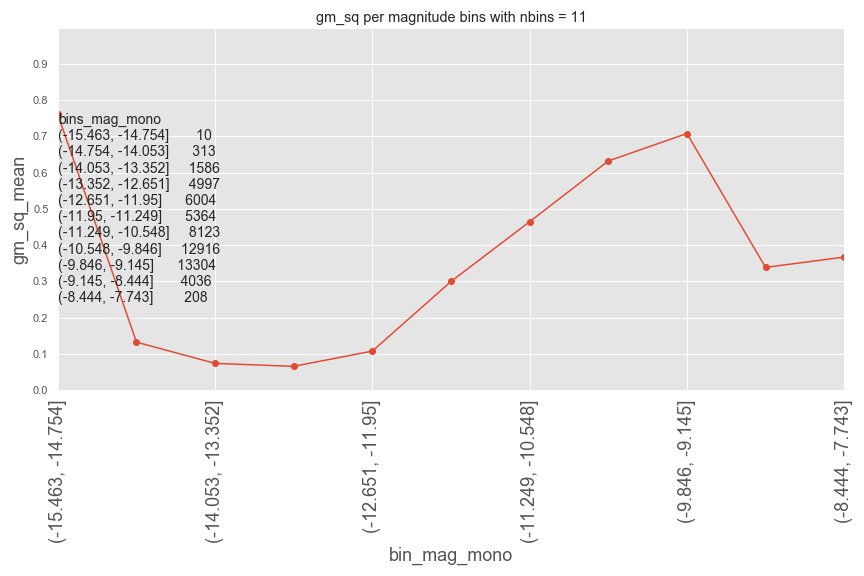 gm_sq per magnitude bins with nbins = 11
gm_sq_mean
0.9
0.8
0.7
0.6
0.5
0.4
0.3
0.2
0.1
0.0
bins_mag_mono
(-15.463, -14.754] 10
(-14.754, -14.053] 313
(-14.053, -13.352] 1586
(-13.352, -12.651] 4997
(-12.651, -11.95] 6004
(-11.95, -11.249] 5364
(-11.249, -10.548] 8123
(-10.548, -9.846] 12916
(-9.846, -9.145] 13304
(-9.145, -8.444] 4036
(-8.444, -7.743] 208
(-15.463, -14.754]
(-14.053, -13.352]
(-12.651, -11.95]
(-11.249, -10.548]
(-9.846, -9.145]
(-8.444, -7.743]
bin_mag_mono